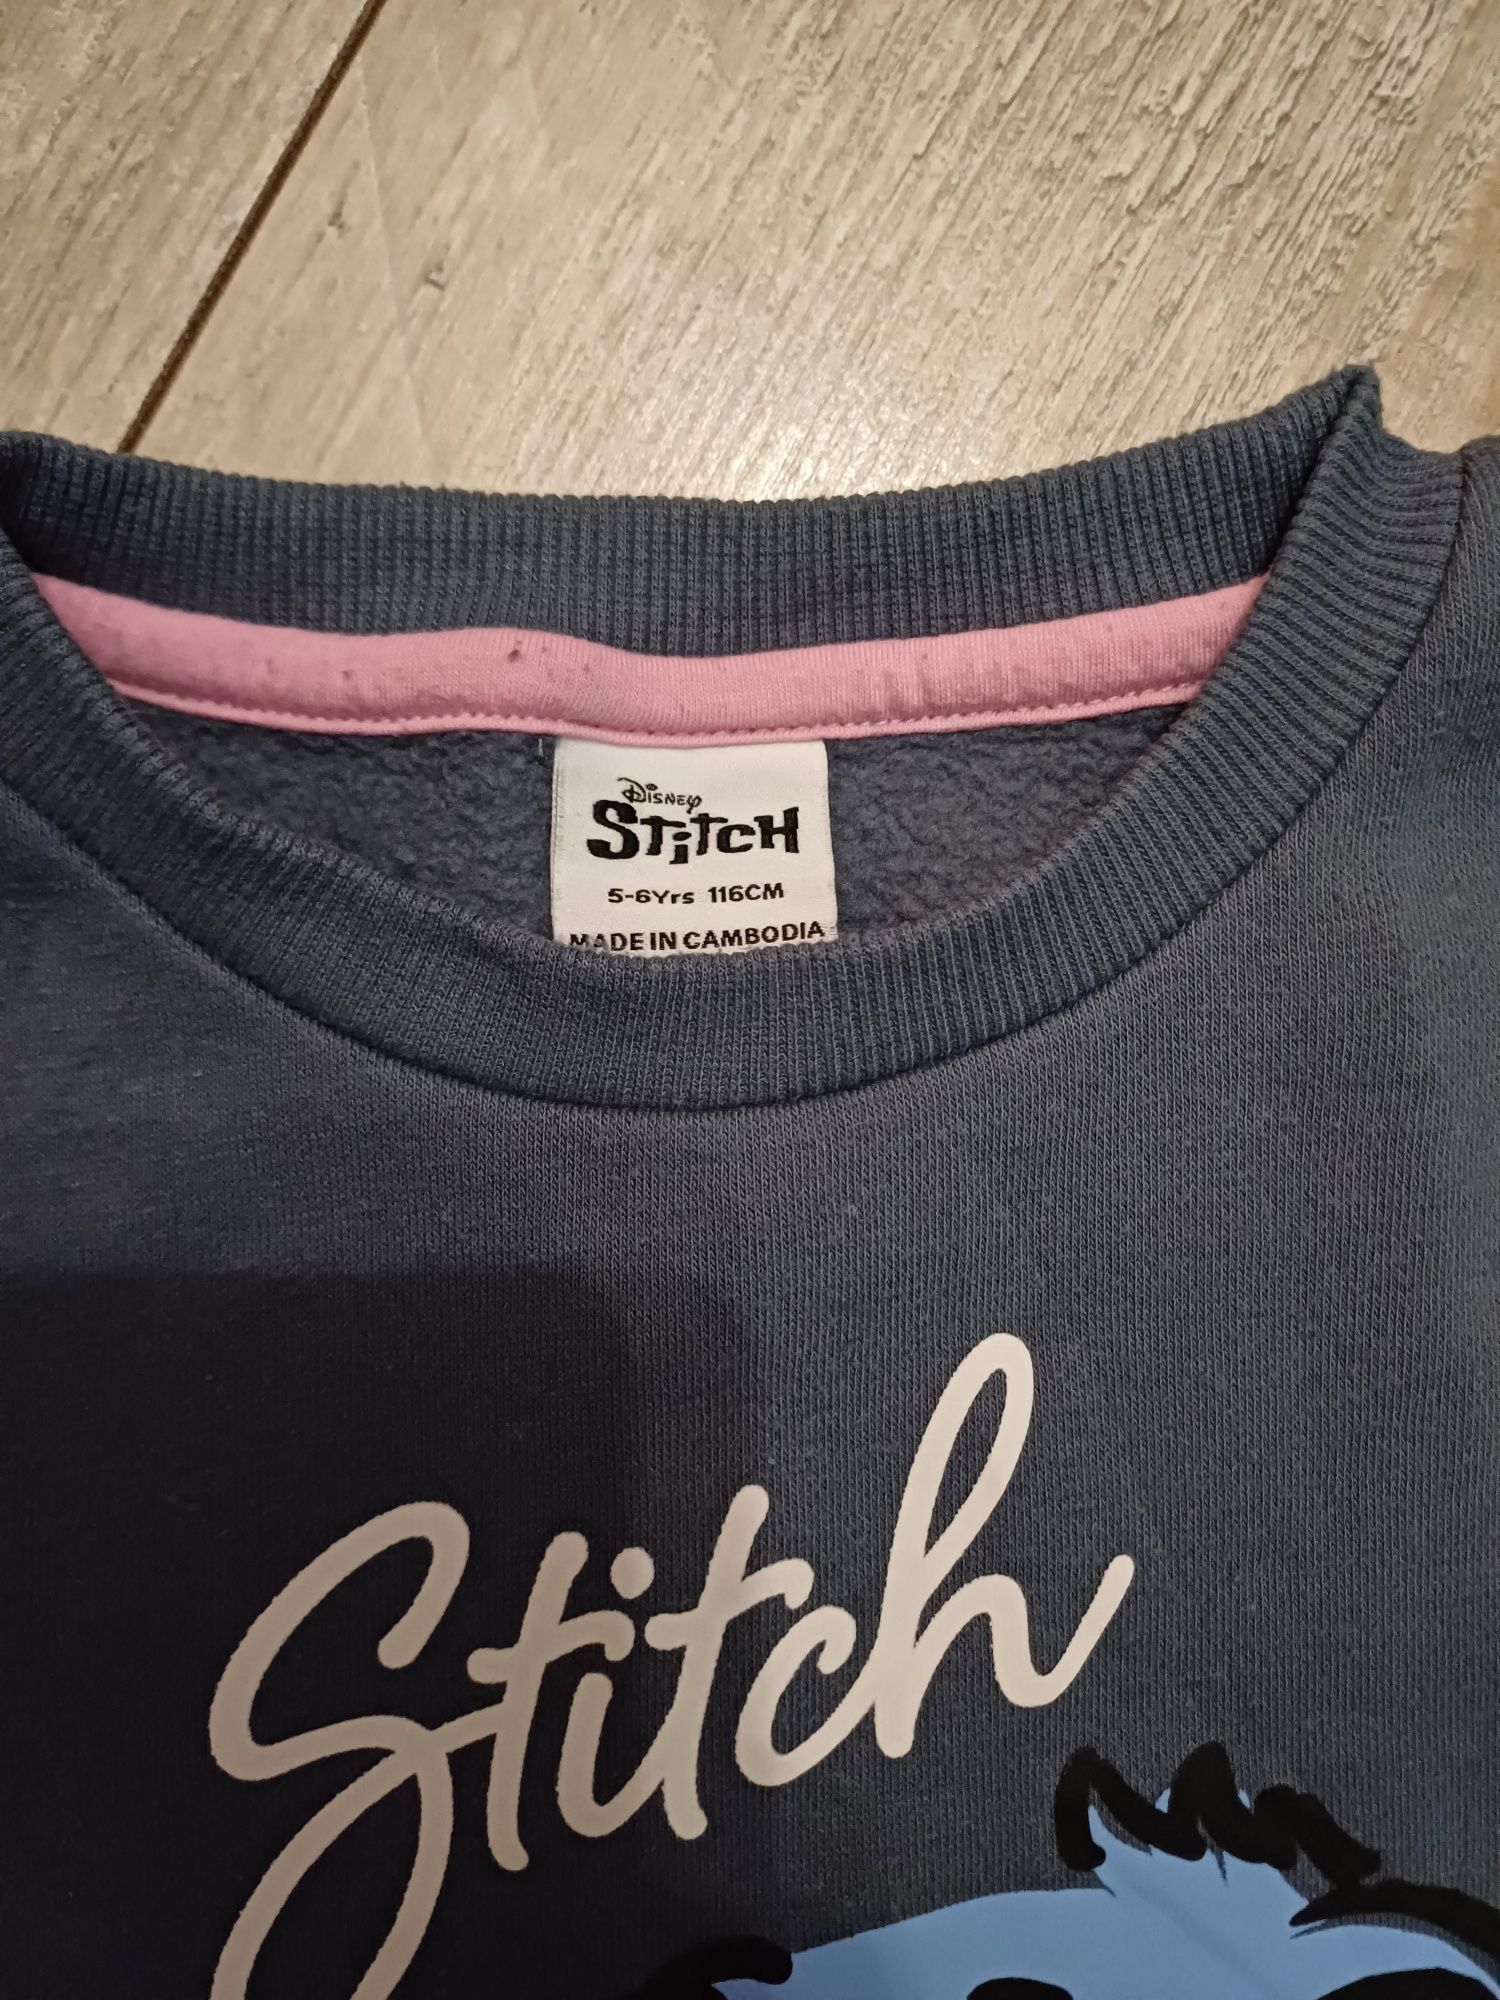 Disney
STiTCH
5-6Yrs 116CM
MADE IN CAMBODIA
Stitch